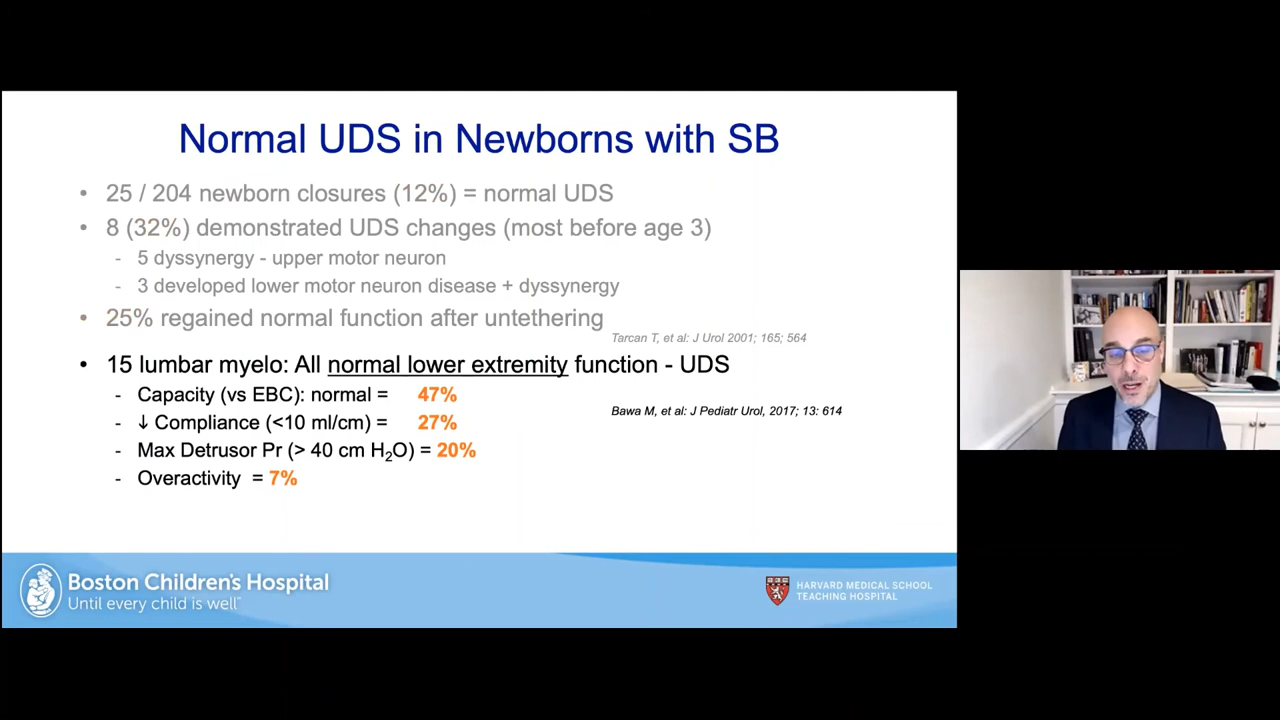 Normal UDS in Newborns with SB
• 25 / 204 newborn closures (12%) = normal UDS
• 8 (32%) demonstrated UDS changes (most before age 3)
- 5 dyssynergy - upper motor neuron
- 3 developed lower motor neuron disease + dyssynergy
• 25% regained normal function after untethering
Tarcan T, et al: J Urol 2001; 165; 564
• 15 lumbar myelo: All normal lower extremity function - UDS
- Capacity (vs EBC): normal = 47%
Bawa M, et al: J Pediatr Urol, 2017; 13: 614
- ↓ Compliance (<10 ml/cm) = 27%
- Max Detrusor Pr (> 40 cm H₂O) = 20%
- Overactivity = 7%
Boston Children's Hospital
Until every child is well™
HARVARD MEDICAL SCHOOL
TEACHING HOSPITAL